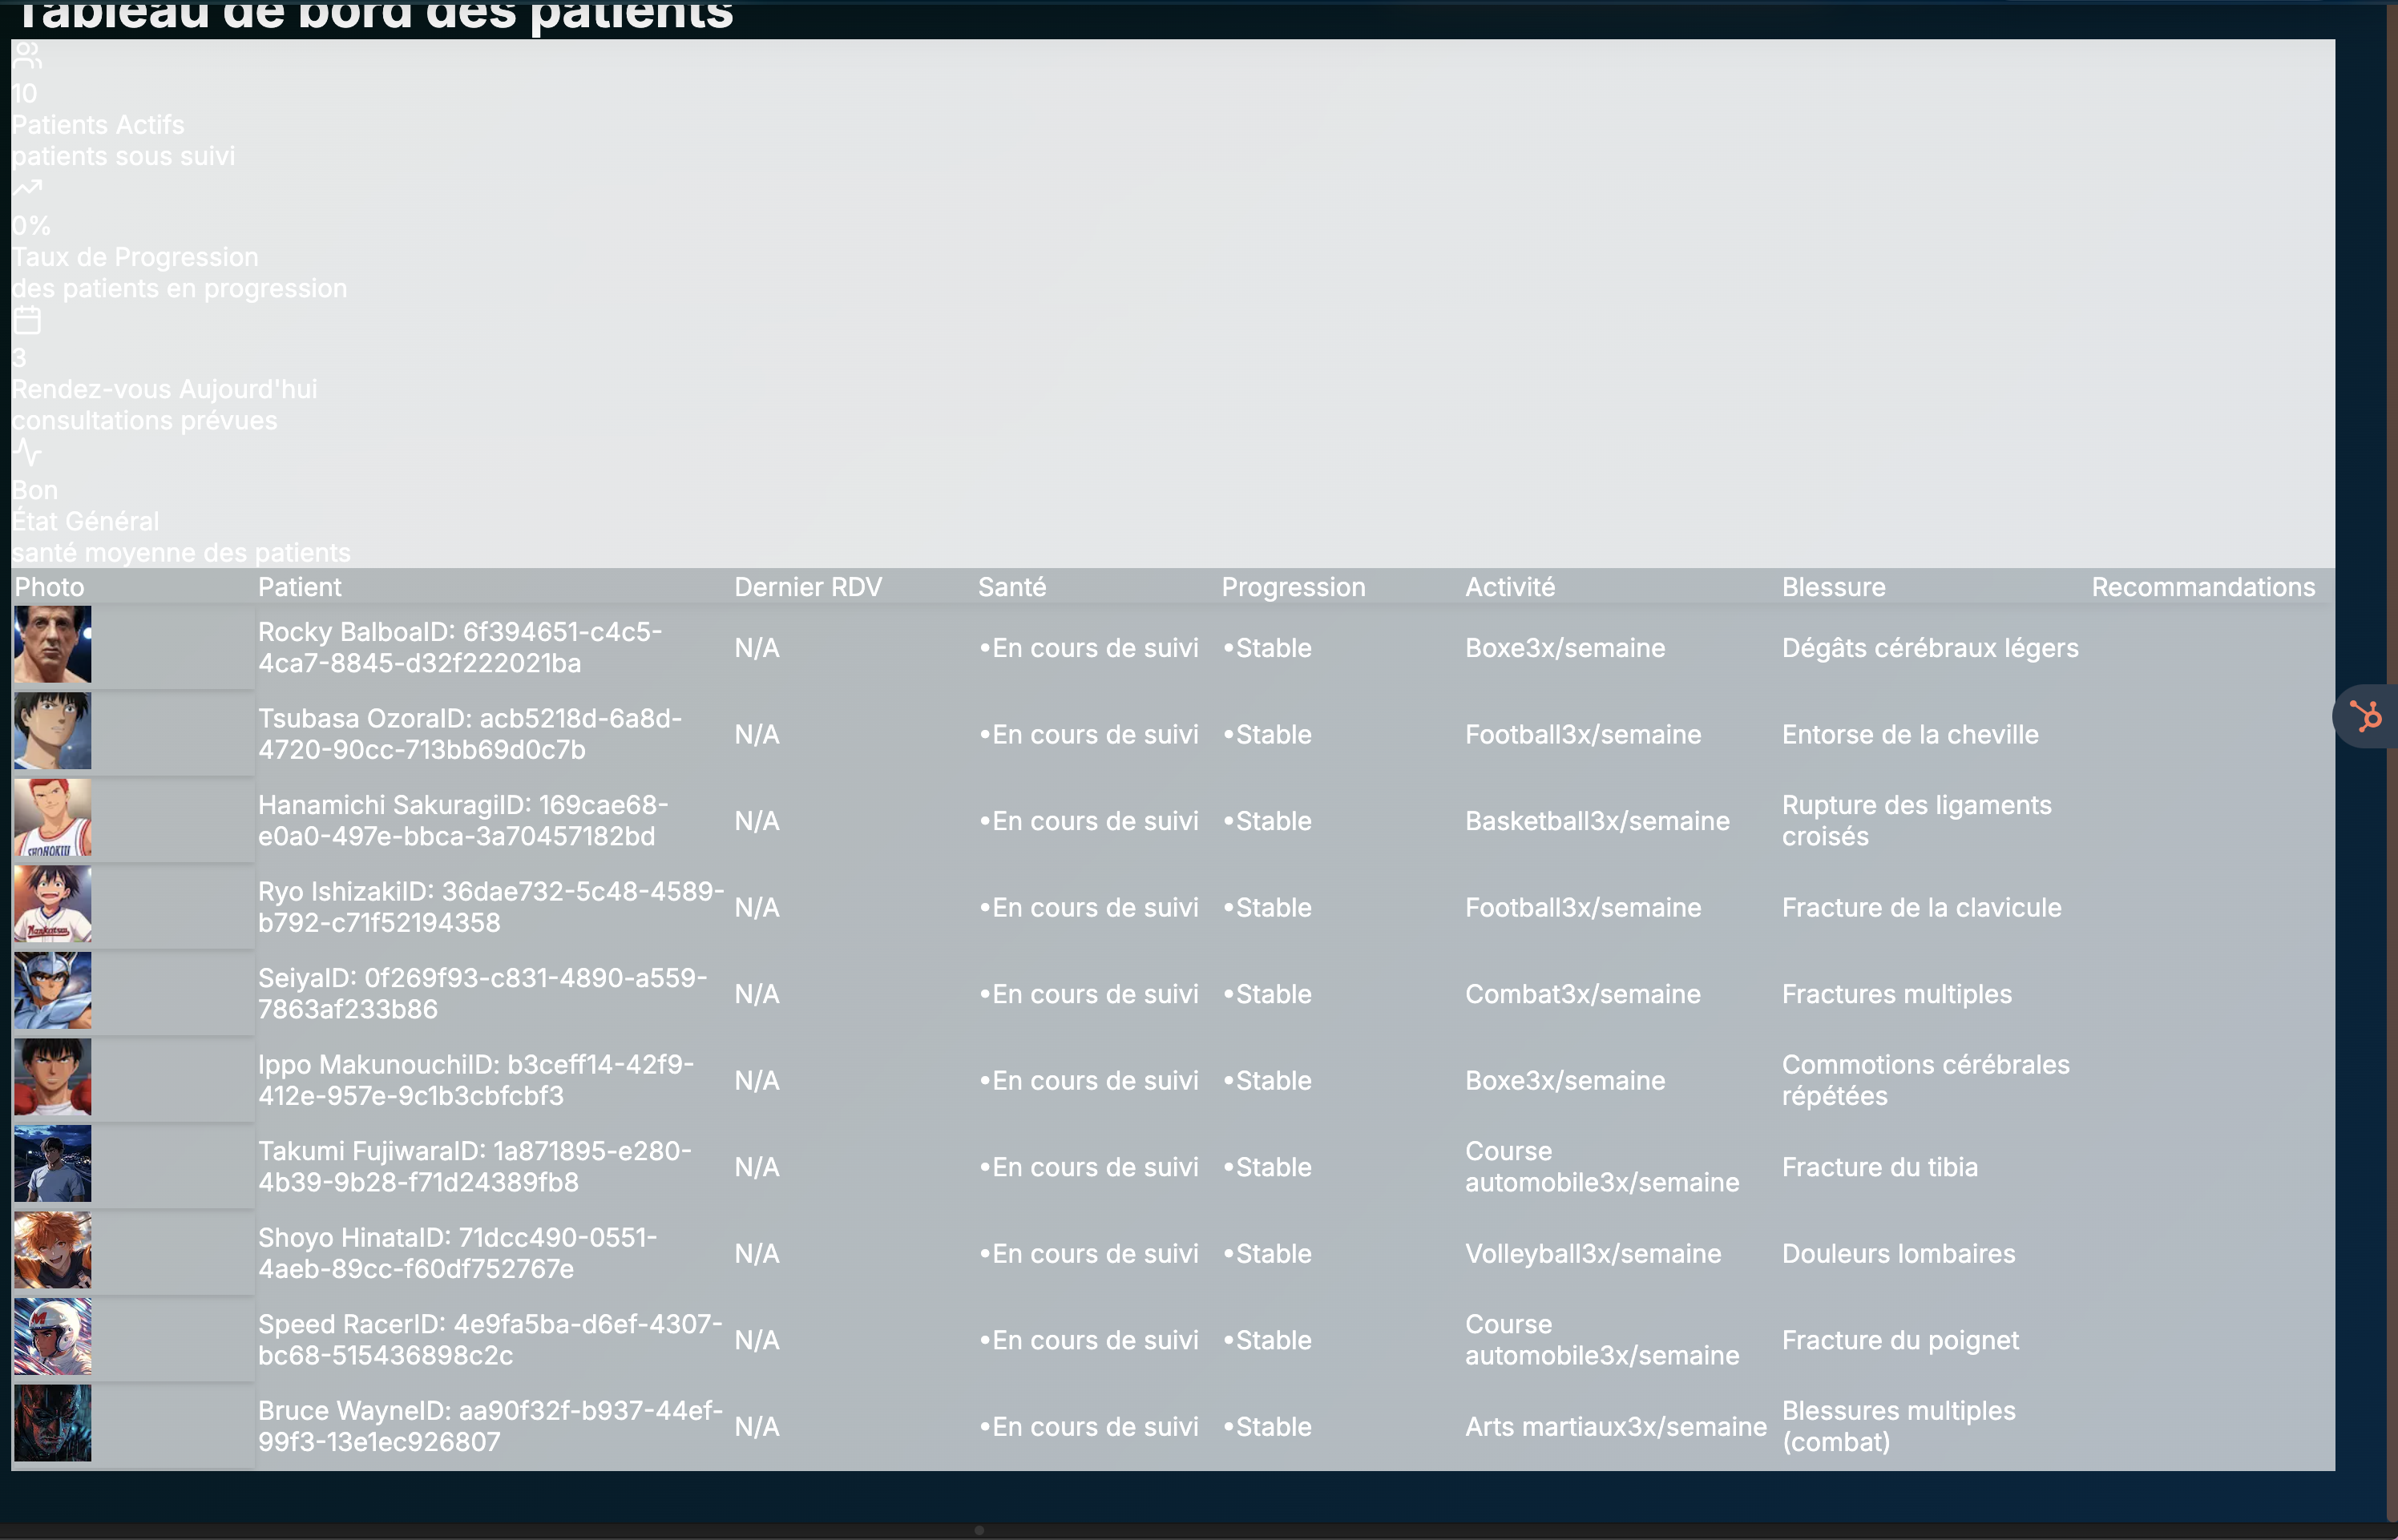 Tableau de bord des patients
10
Patients Actifs
patients sous suivi
0%
Taux de Progression
des patients en progression
3
Rendez-vous Aujourd'hui
consultations prévues
Bon
État Général
santé moyenne des patients
Photo Patient Dernier RDV Santé Progression Activité Blessure Recommandations
Rocky BalboaID: 6f394651-c4c5-
4ca7-8845-d32f222021ba
N/A •En cours de suivi •Stable Boxe3x/semaine Dégâts cérébraux légers
Tsubasa OzoraID: acb5218d-6a8d-
4720-90cc-713bb69d0c7b
N/A •En cours de suivi •Stable Football3x/semaine Entorse de la cheville
Hanamichi SakuragiID: 169cae68-
e0a0-497e-bbca-3a70457182bd
N/A •En cours de suivi •Stable Basketball3x/semaine Rupture des ligaments
croisés
SHOHOKU
Ryo IshizakiID: 36dae732-5c48-4589-
b792-c71f52194358
N/A •En cours de suivi •Stable Football3x/semaine Fracture de la clavicule
SeiyaID: 0f269f93-c831-4890-a559-
7863af233b86
N/A •En cours de suivi •Stable Combat3x/semaine Fractures multiples
Ippo MakunouchiID: b3ceff14-42f9-
412e-957e-9c1b3cbfcbf3
N/A •En cours de suivi •Stable Boxe3x/semaine Commotions cérébrales
répétées
Takumi FujiwaraID: 1a871895-e280-
4b39-9b28-f71d24389fb8
N/A •En cours de suivi •Stable Course
automobile3x/semaine Fracture du tibia
Shoyo HinataID: 71dcc490-0551-
4aeb-89cc-f60df752767e
N/A •En cours de suivi •Stable Volleyball3x/semaine Douleurs lombaires
Speed RacerID: 4e9fa5ba-d6ef-4307-
bc68-515436898c2c
N/A •En cours de suivi •Stable Course
automobile3x/semaine Fracture du poignet
M
Bruce WayneID: aa90f32f-b937-44ef-
99f3-13e1ec926807
N/A •En cours de suivi •Stable Arts martiaux3x/semaine Blessures multiples
(combat)